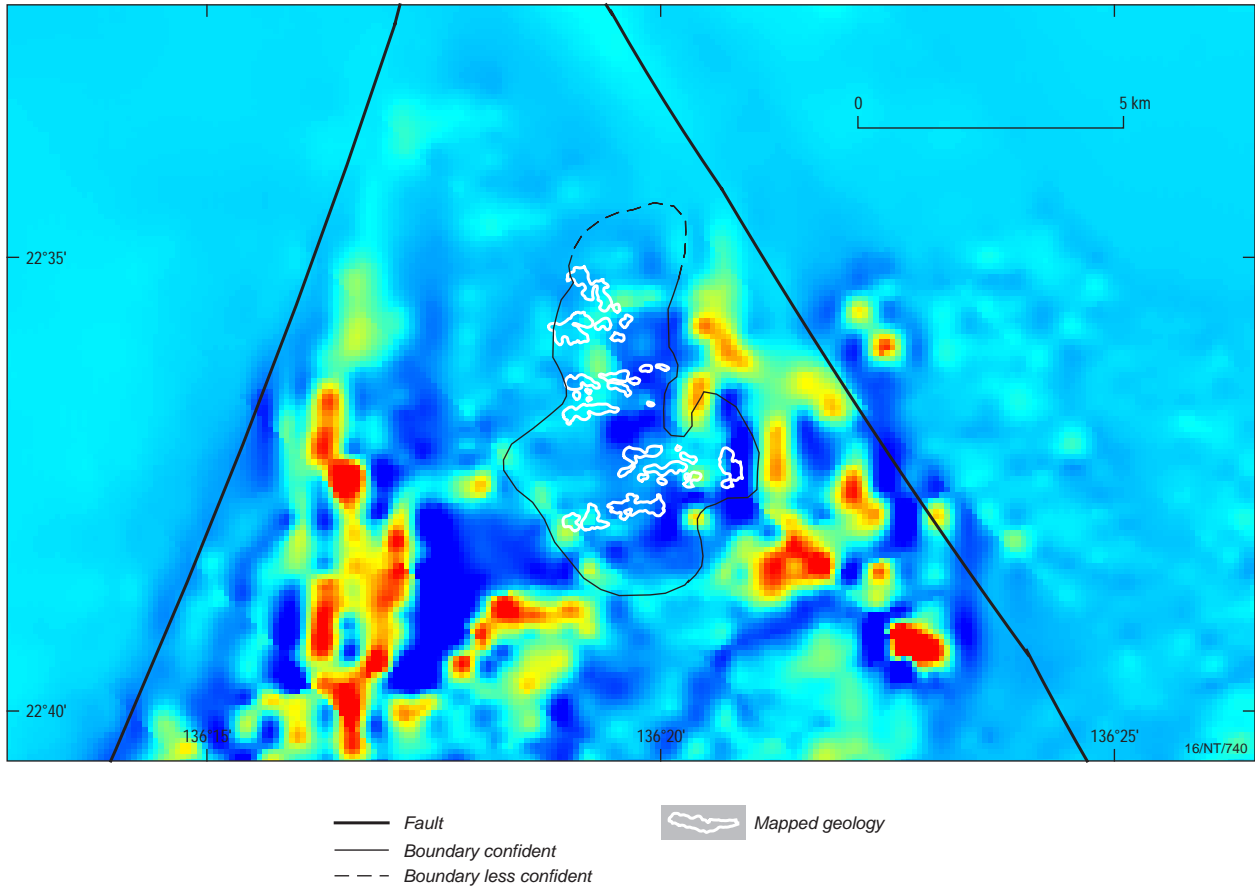 0 5 km
22°35'
22°40'
136°15'
136°20'
136°25'
16/NT/740
Fault
Mapped geology
Boundary confident
Boundary less confident